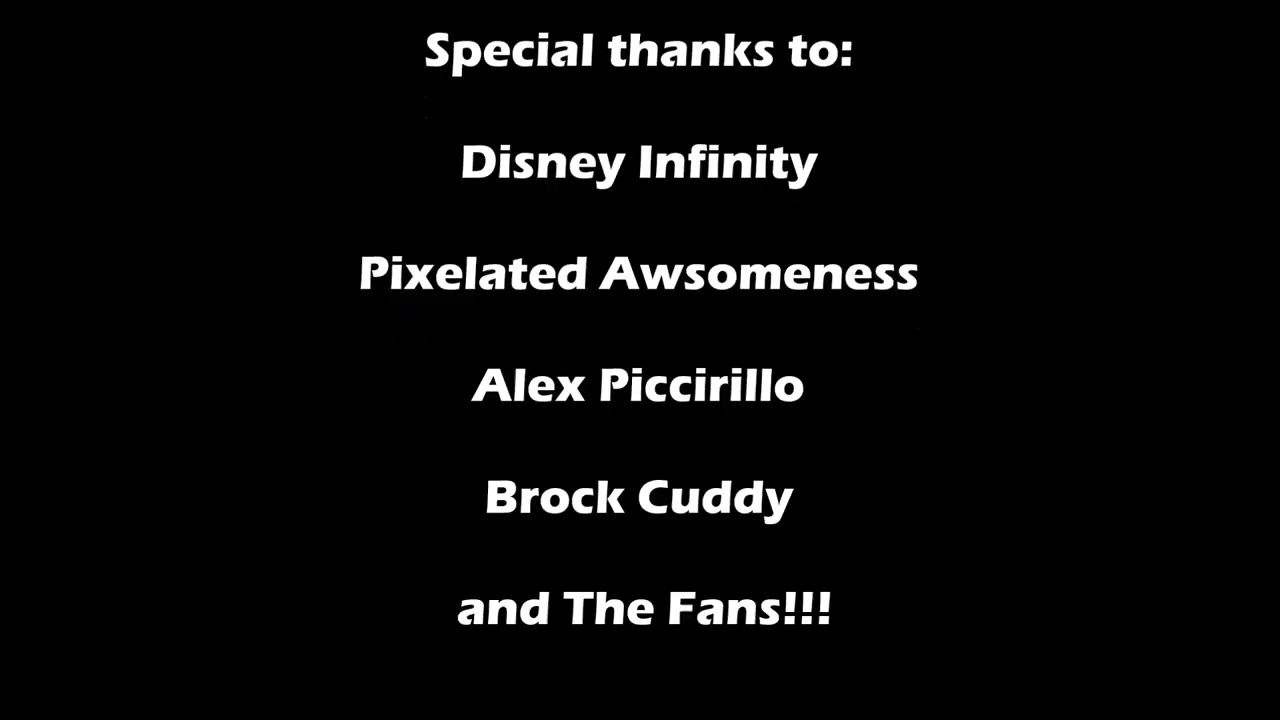 Special thanks to:
Disney Infinity
Pixelated Awsomeness
Alex Piccirillo
Brock Cuddy
and The Fans!!!